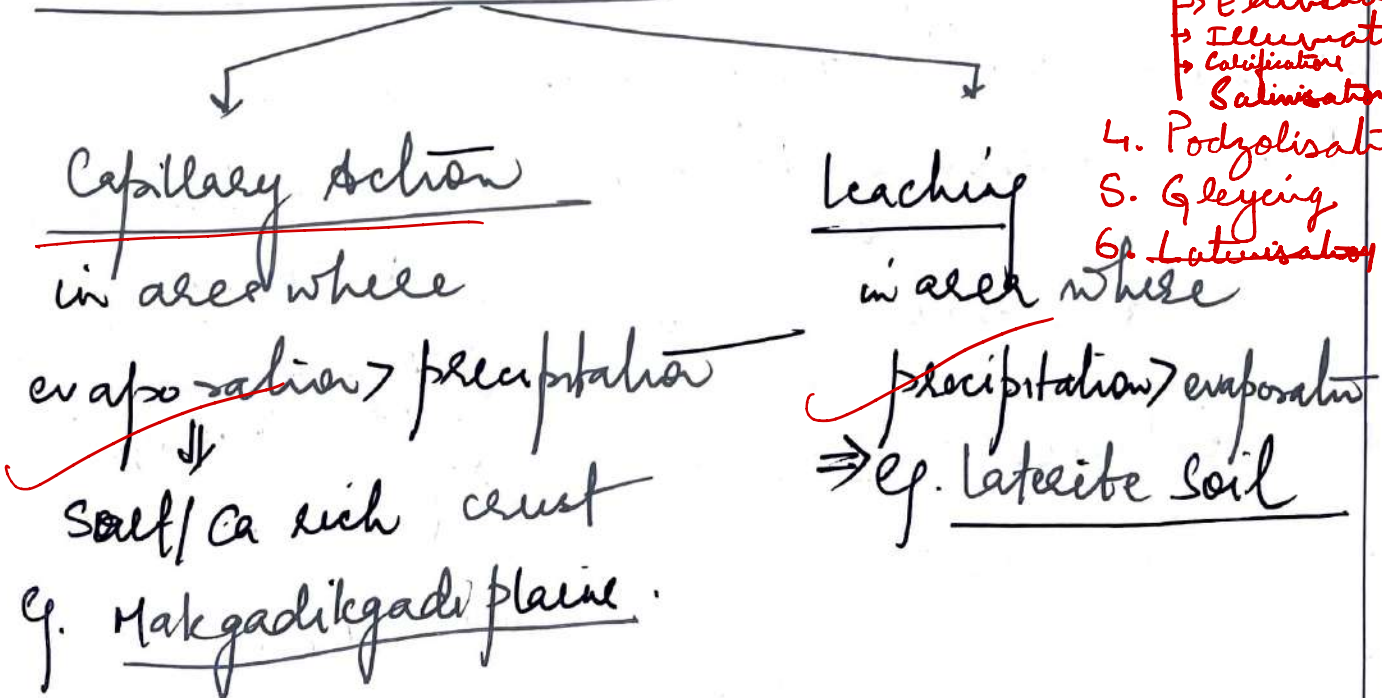 Illuviat
Calcification
Salinisation
4. Podzolisati
5. Gleying
6. Laterisation
Capillary Action
in area where
evaporation > precipitation
⇓
Salt/Ca rich crust
eg. Makgadikgadi plains.
Leaching
in area where
precipitation > evaporation
⇒ eg. Laterite Soil